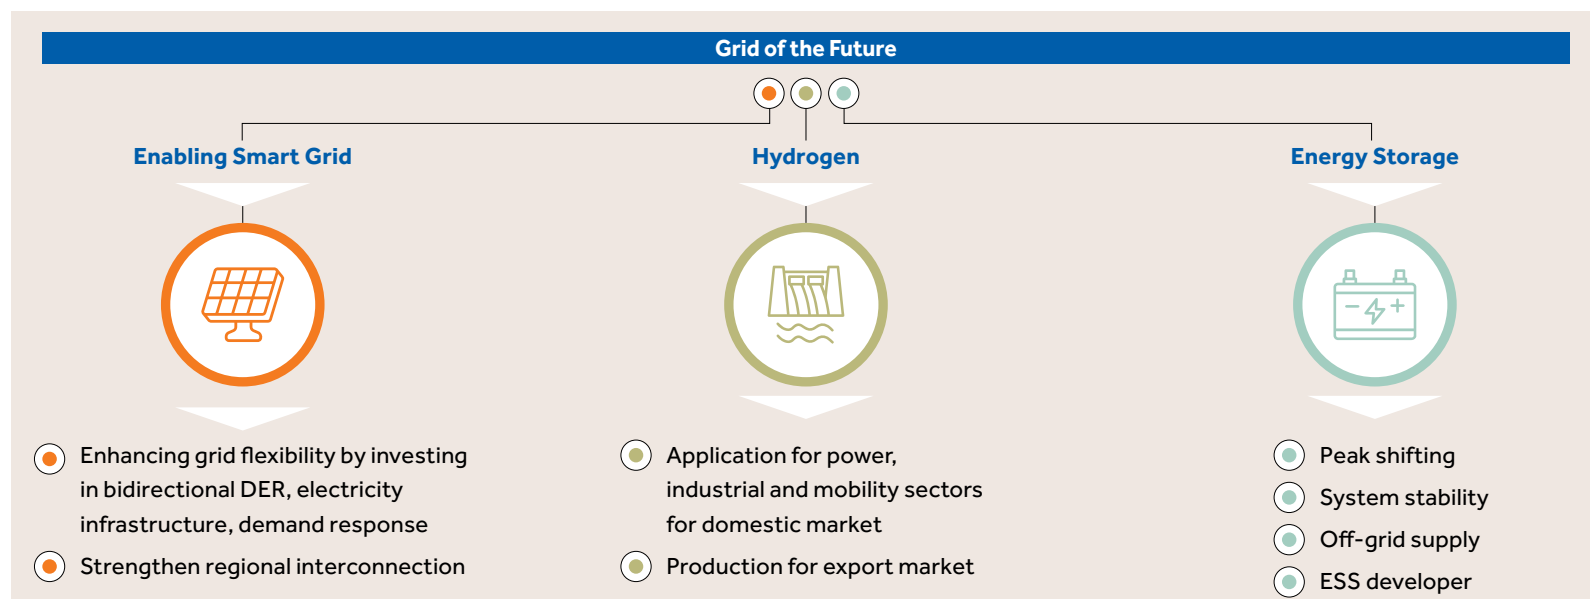 Grid of the Future
Enabling Smart Grid
Enhancing grid flexibility by investing
in bidirectional DER, electricity
infrastructure, demand response
Strengthen regional interconnection
Hydrogen
Application for power,
industrial and mobility sectors
for domestic market
Production for export market
Energy Storage
Peak shifting
System stability
Off-grid supply
ESS developer